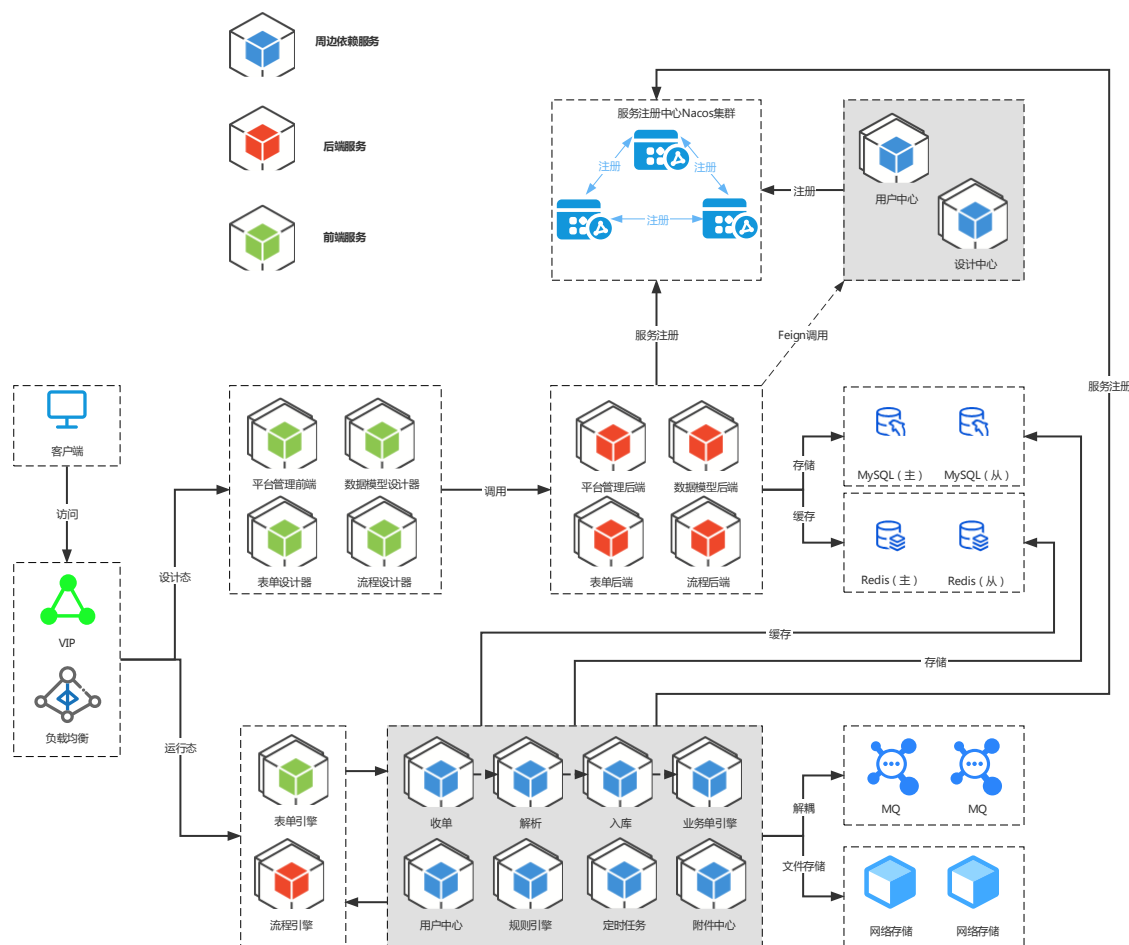 周边依赖服务
后端服务
前端服务
服务注册中心Nacos集群
注册
注册
注册
注册
用户中心
设计中心
服务注册
Feign调用
服务注册
客户端
访问
VIP
负载均衡
设计态
运行态
平台管理前端
数据模型设计器
表单设计器
流程设计器
调用
平台管理后端
数据模型后端
表单后端
流程后端
存储
缓存
MySQL（主）
MySQL（从）
Redis（主）
Redis（从）
缓存
存储
表单引擎
流程引擎
收单
解析
入库
业务单引擎
用户中心
规则引擎
定时任务
附件中心
解耦
文件存储
MQ
MQ
网络存储
网络存储